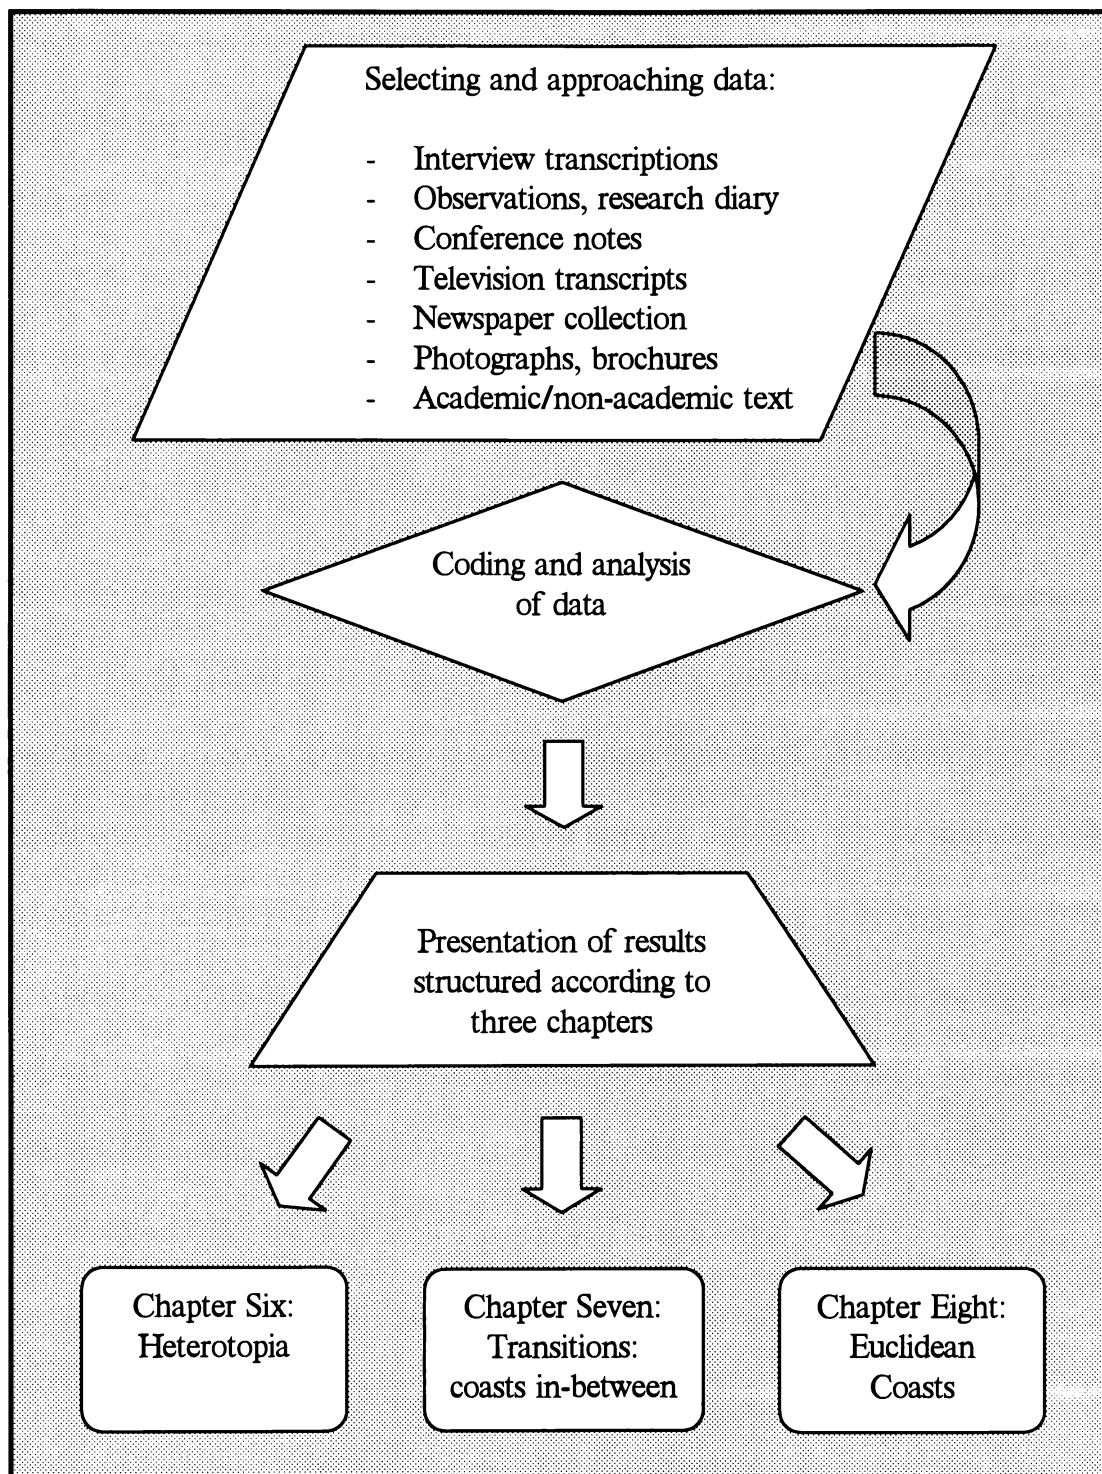 Selecting and approaching data:
- Interview transcriptions
- Observations, research diary
- Conference notes
- Television transcripts
- Newspaper collection
- Photographs, brochures
- Academic/non-academic text
Coding and analysis
of data
Presentation of results
structured according to
three chapters
Chapter Six:
Heterotopia
Chapter Seven:
Transitions:
coasts in-between
Chapter Eight:
Euclidean
Coasts